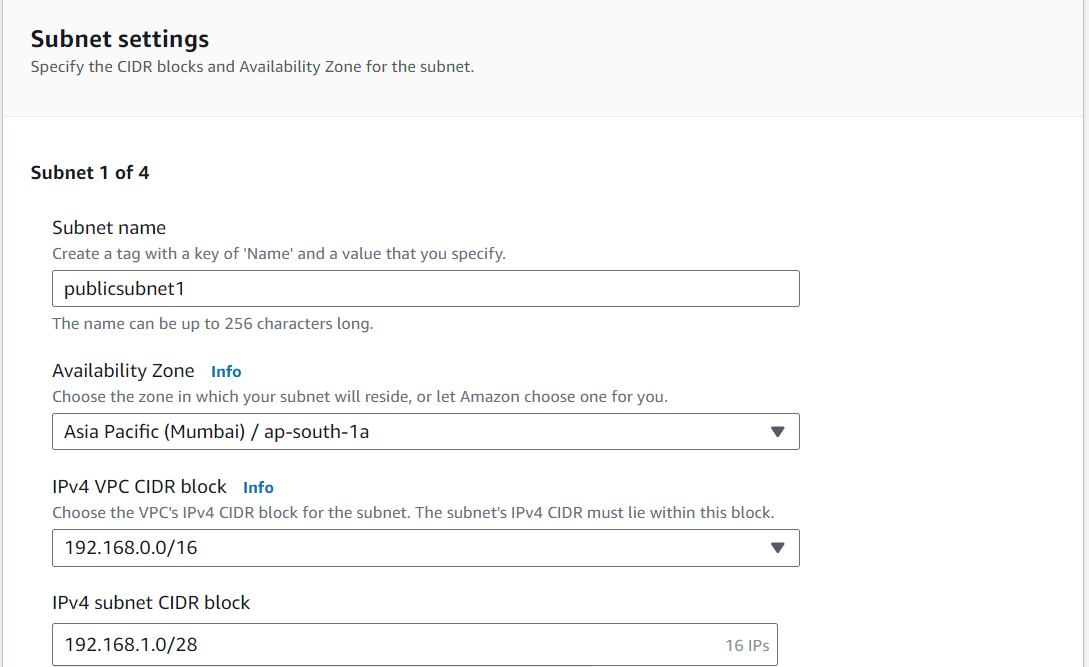 Subnet settings
Specify the CIDR blocks and Availability Zone for the subnet.
Subnet 1 of 4
Subnet name
Create a tag with a key of 'Name' and a value that you specify.
publicsubnet1
The name can be up to 256 characters long.
Availability Zone Info
Choose the zone in which your subnet will reside, or let Amazon choose one for you.
Asia Pacific (Mumbai) / ap-south-1a
IPv4 VPC CIDR block Info
Choose the VPC's IPv4 CIDR block for the subnet. The subnet's IPv4 CIDR must lie within this block.
192.168.0.0/16
IPv4 subnet CIDR block
192.168.1.0/28 16 IPs